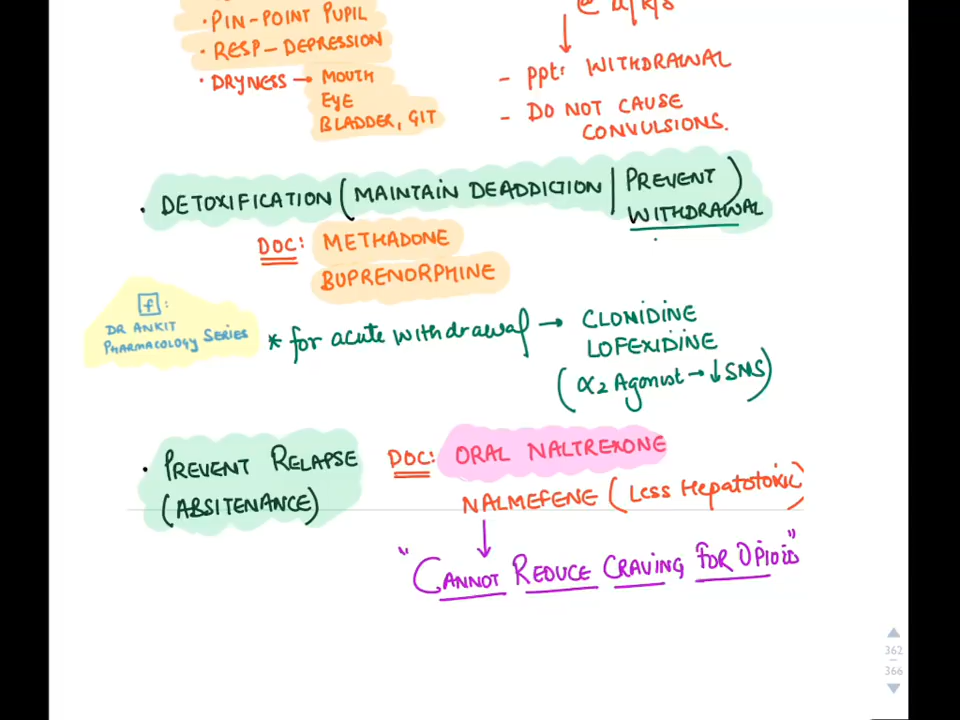 · PIN-POINT PUPIL
· RESP-DEPRESSION
· DRYNESS → MOUTH
EYE
BLADDER, GIT
- ppt: WITHDRAWAL
- DO NOT CAUSE
CONVULSIONS.
· DETOXIFICATION (MAINTAIN DEADDICTION | PREVENT
WITHDRAWAL)
DOC: METHADONE
BUPRENORPHINE
f:
DR ANKIT
PHARMACOLOGY SERIES
* for acute withdrawal → CLONIDINE
LOFEXIDINE
(α2 Agonist → ↓ SNS)
· PREVENT RELAPSE
(ABSITENANCE)
DOC: ORAL NALTREXONE
NALMEFENE (Less Hepatotoxic)
"CANNOT REDUCE CRAVING FOR OPIOID"
362
366